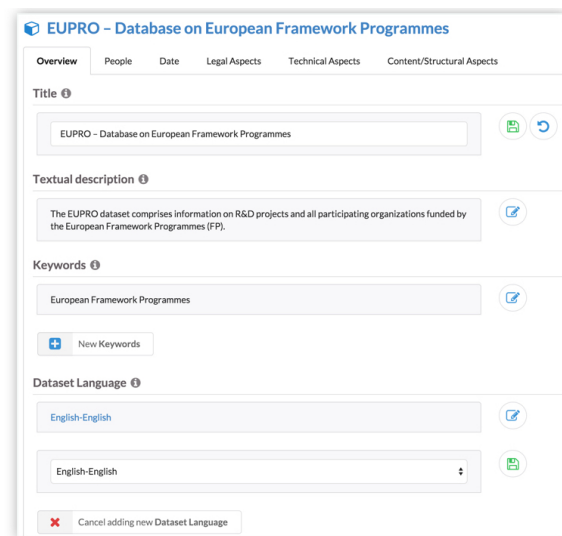 EUPRO – Database on European Framework Programmes
Overview People Date Legal Aspects Technical Aspects Content/Structural Aspects
Title
EUPRO – Database on European Framework Programmes
Textual description
The EUPRO dataset comprises information on R&D projects and all participating organizations funded by
the European Framework Programmes (FP).
Keywords
European Framework Programmes
New Keywords
Dataset Language
English-English
English-English
Cancel adding new Dataset Language